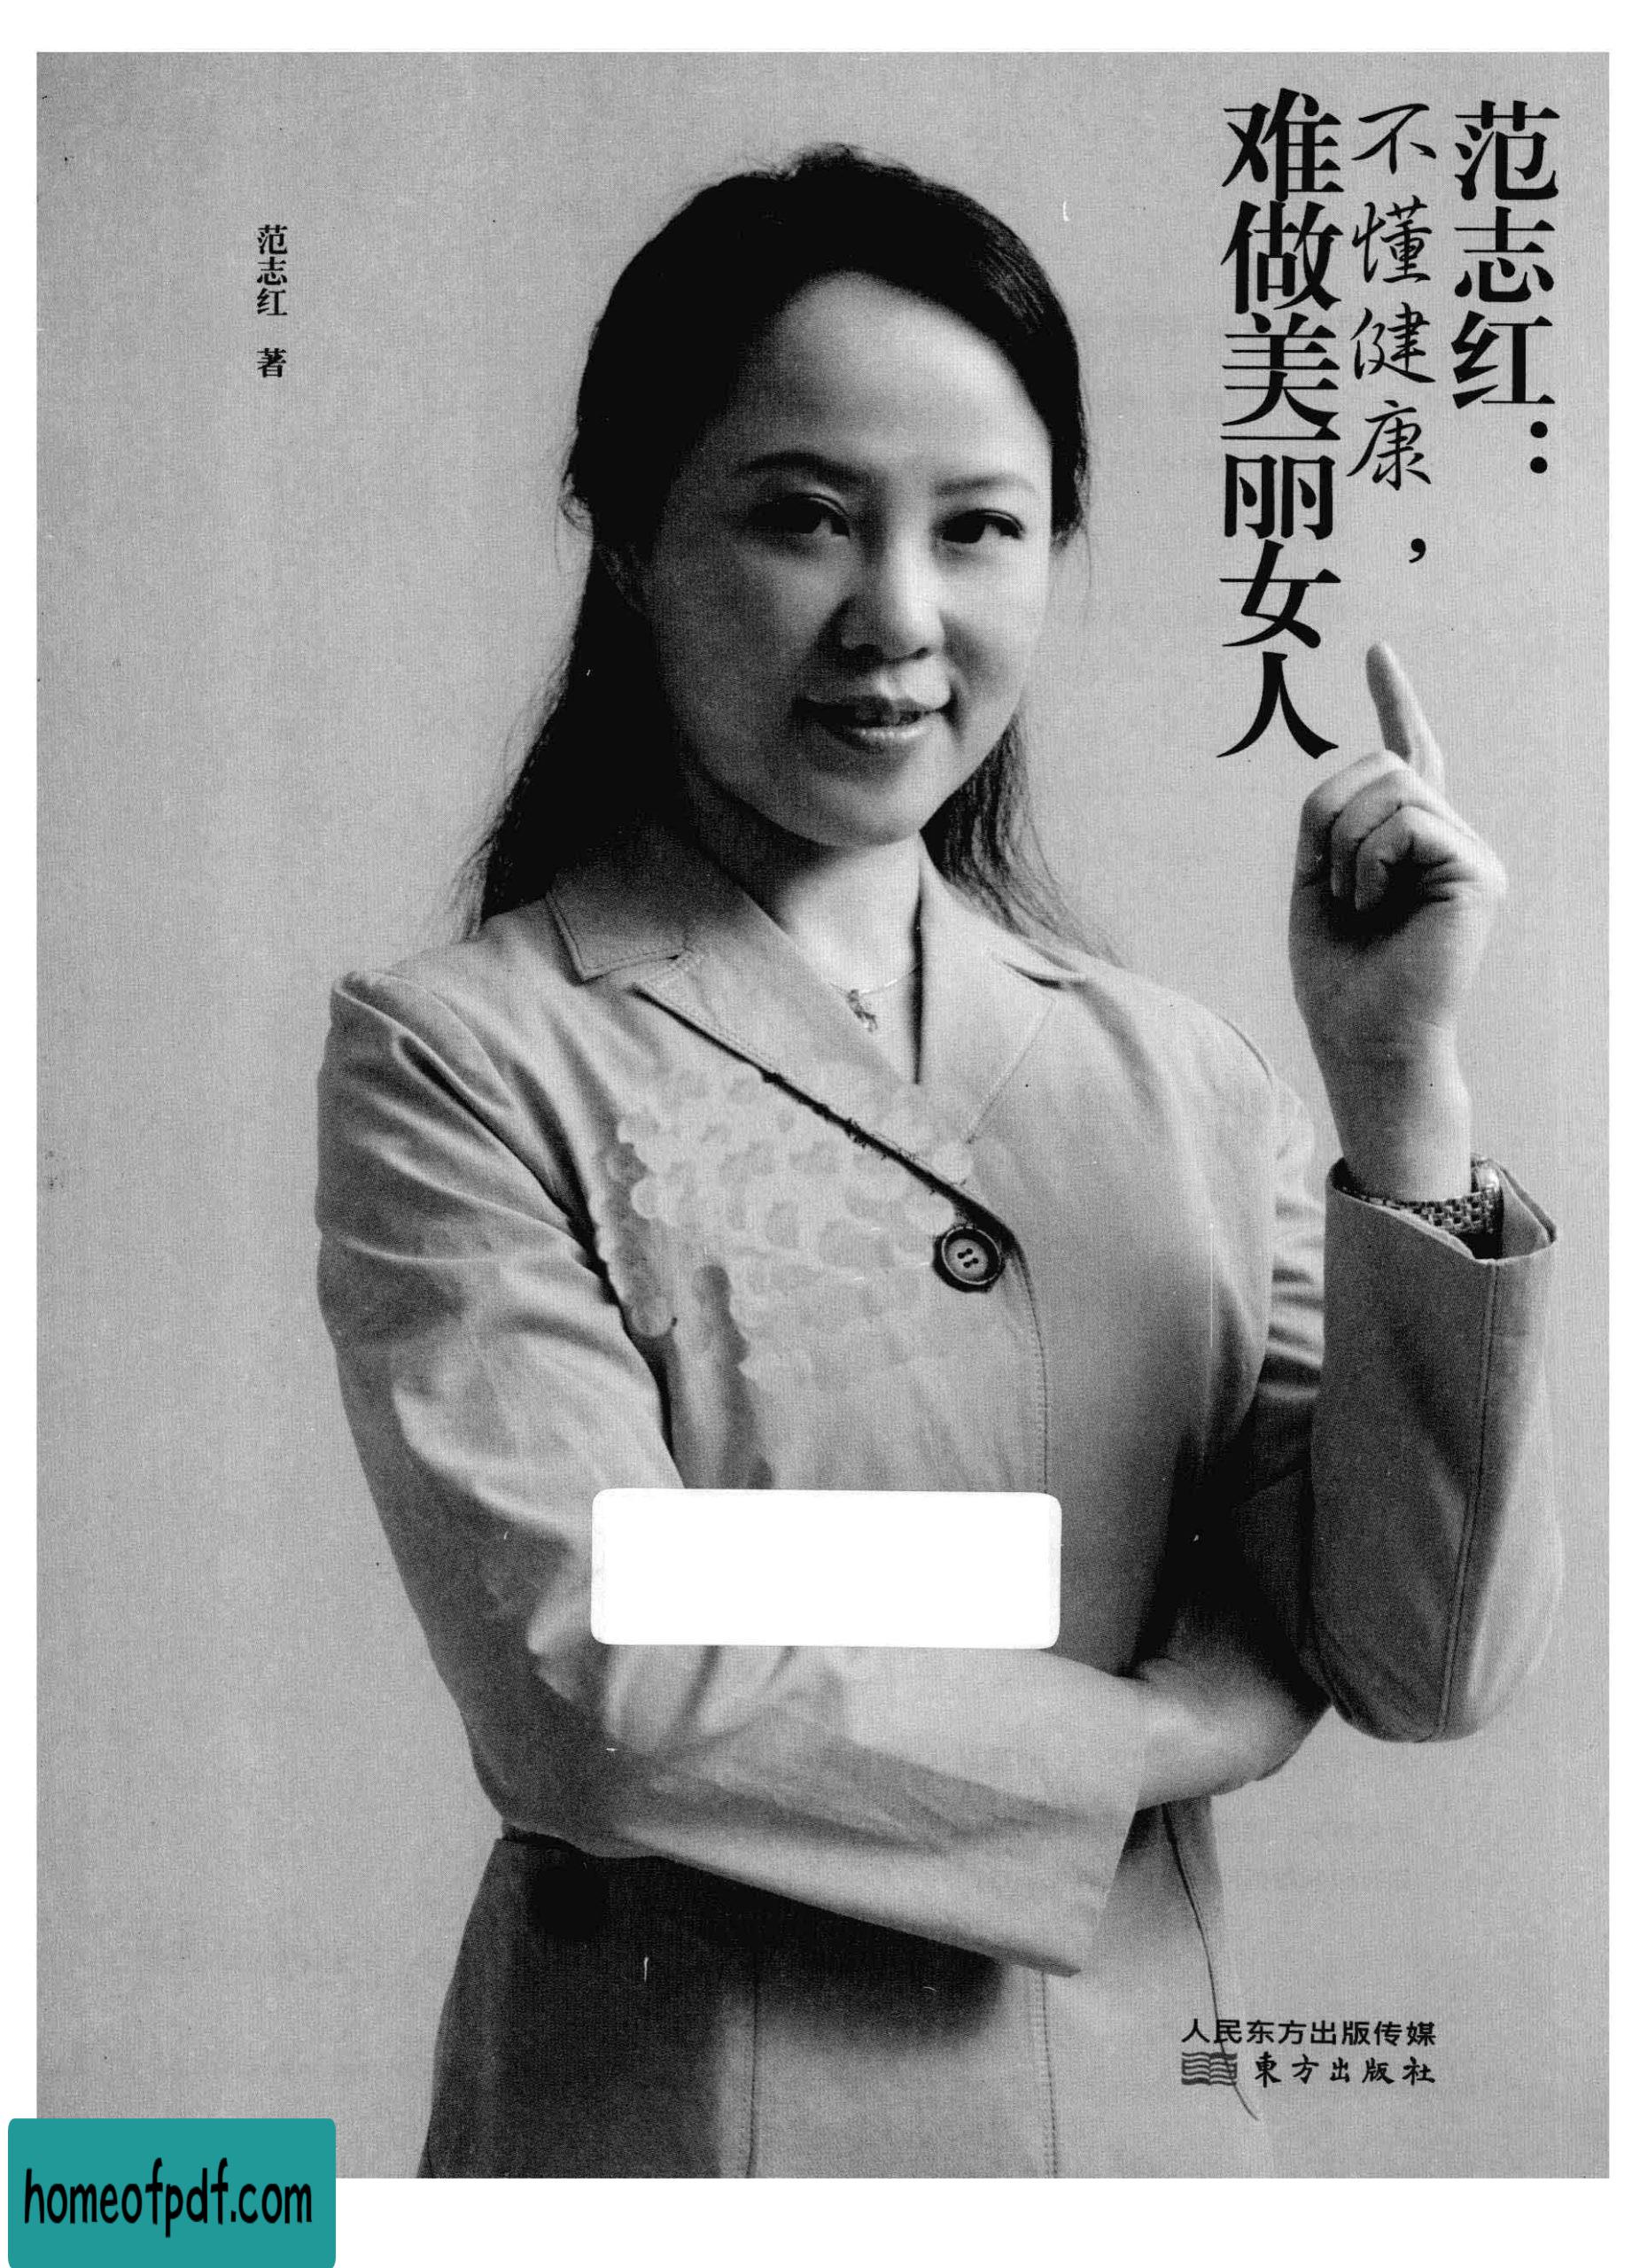 范志红：
不懂健康，
难做美丽女人
范志红 著
人民东方出版传媒
東方出版社
homeofpdf.com